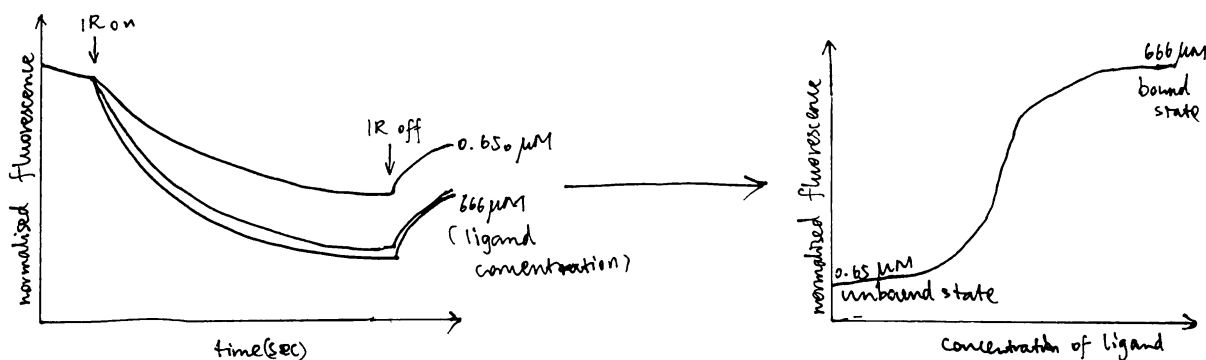 IR on
IR off
0.650 μM
666 μM
(ligand
concentration)
normalised fluorescence
time(sec)
666 μM
bound
state
0.65 μM
unbound state
normalized fluorescence
concentration of ligand